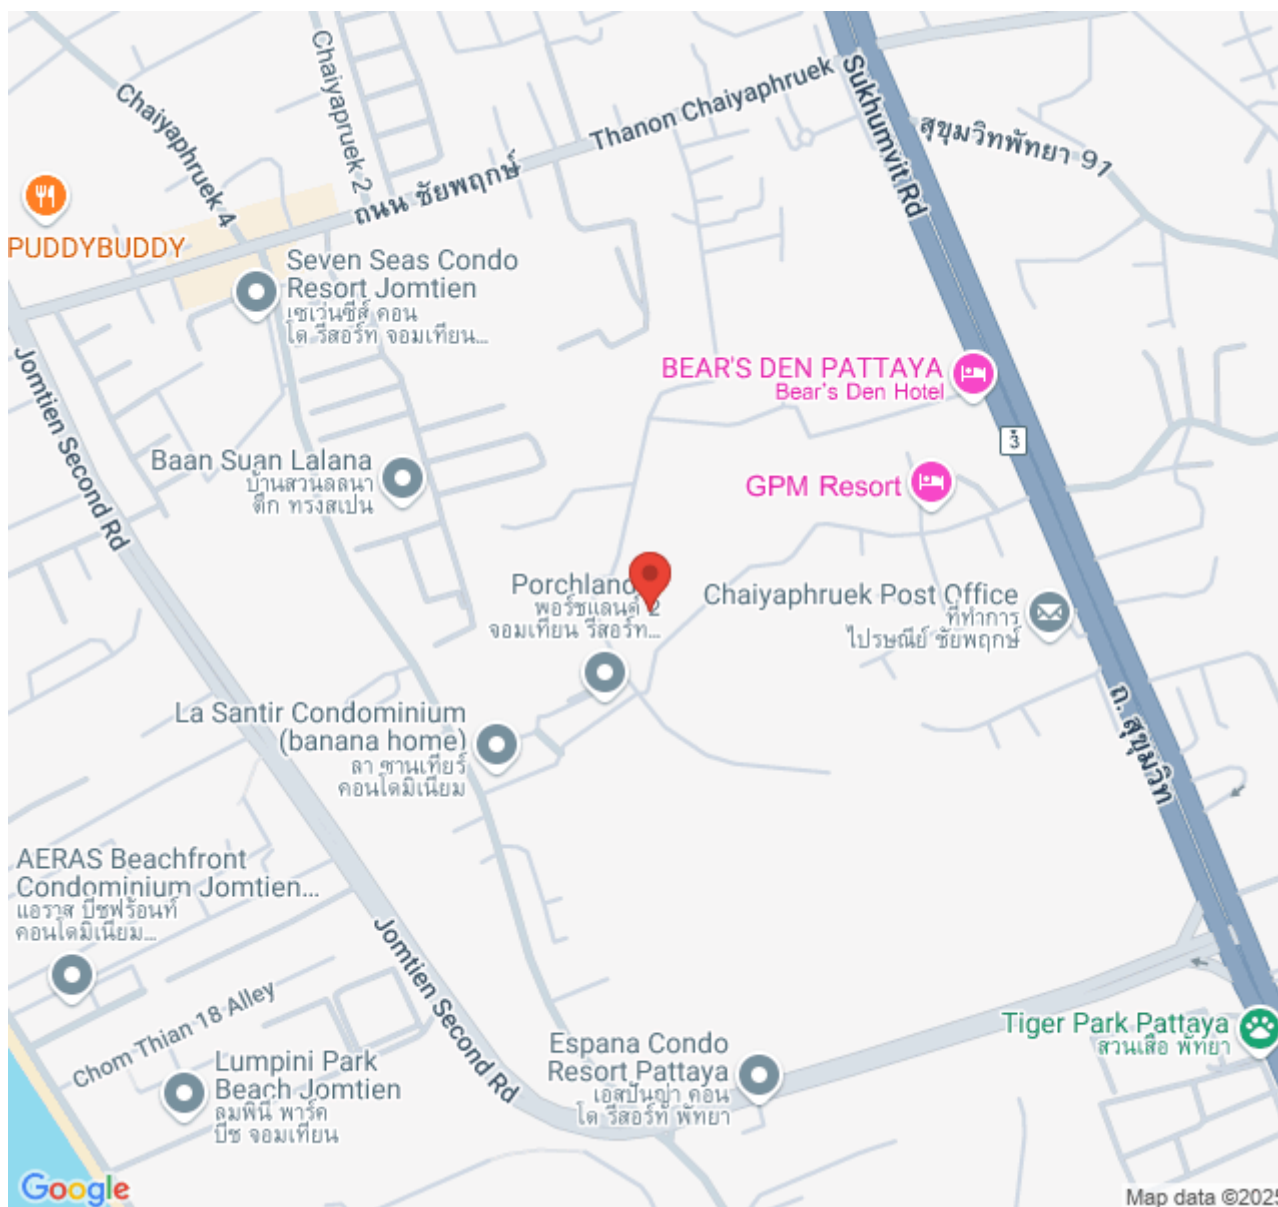 Chaiyapruek 2
Chaiyaphruek 4
Thanon Chaiyaphruek
ถนน ชัยพฤกษ์
Sukhumvit Rd
สุขุมวิทพัทยา 91
PUDDYBUDDY
Seven Seas Condo
Resort Jomtien
เซเว่นซีส์ คอน
โด รีสอร์ท จอมเทียน...
Jomtien Second Rd
BEAR'S DEN PATTAYA
Bear's Den Hotel
3
Baan Suan Lalana
บ้านสวนลลนา
ตึก ทรงสเปน
GPM Resort
Porchland
พอร์ชแลนด์ 2
จอมเทียน รีสอร์ท...
Chaiyaphruek Post Office
ที่ทำการ
ไปรษณีย์ ชัยพฤกษ์
La Santir Condominium
(banana home)
ลา ซานเทียร์
คอนโดมิเนียม
ถ. สุขุมวิท
AERAS Beachfront
Condominium Jomtien...
แอราส บีชฟร้อนท์
คอนโดมิเนียม...
Jomtien Second Rd
Chom Thian 18 Alley
Lumpini Park
Beach Jomtien
ลุมพินี พาร์ค
บีช จอมเทียน
Espana Condo
Resort Pattaya
เอสปันญ่า คอน
โด รีสอร์ท พัทยา
Tiger Park Pattaya
สวนเสือ พัทยา
Google
Map data ©2025